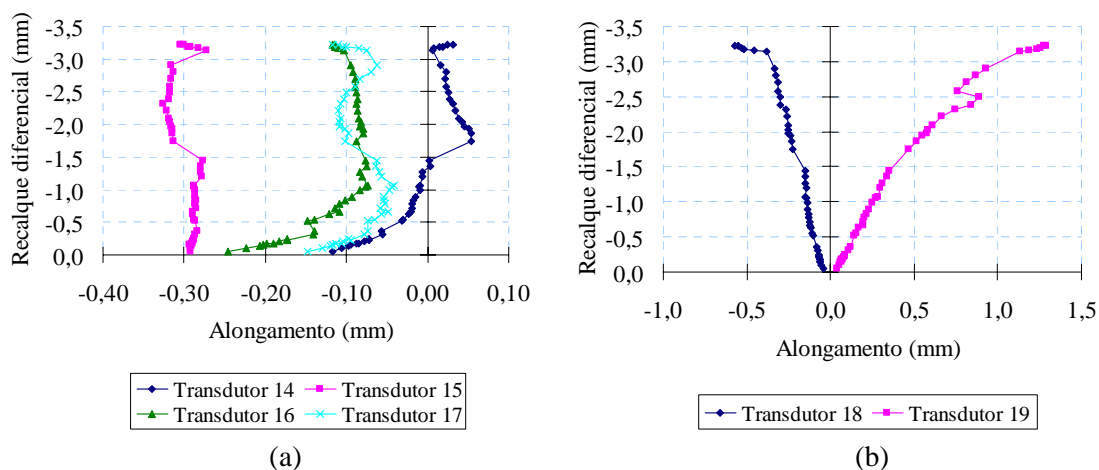 Recalque diferencial (mm)
-3,5
-3,0
-2,5
-2,0
-1,5
-1,0
-0,5
0,0
-0,40 -0,30 -0,20 -0,10 0,00 0,10
Alongamento (mm)
Transdutor 14 Transdutor 15
Transdutor 16 Transdutor 17
(a)
Recalque diferencial (mm)
-3,5
-3,0
-2,5
-2,0
-1,5
-1,0
-0,5
0,0
-1,0 -0,5 0,0 0,5 1,0 1,5
Alongamento (mm)
Transdutor 18 Transdutor 19
(b)